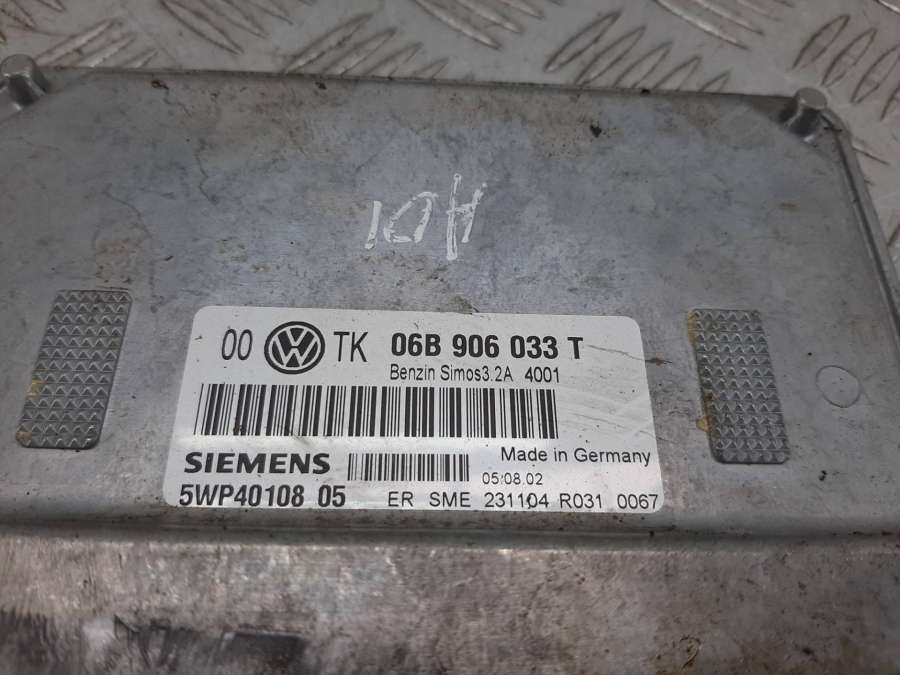 00 TK 06B 906 033 T
Benzin Simos3.2A 4001
Made in Germany
SIEMENS 05.08.02
5WP40108 05 ER SME 231104 R031 0067